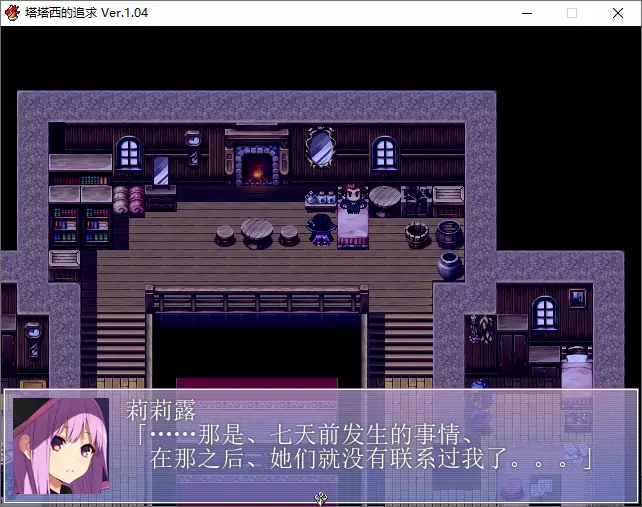 塔塔西的追求 Ver.1.04
莉莉露
「……那是、七天前发生的事情、
在那之后、她们就没有联系过我了。。。」